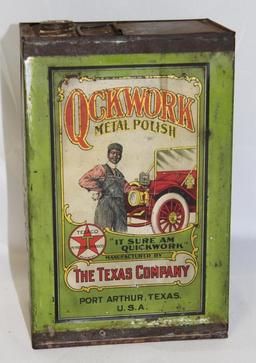 QCKWORK
METAL POLISH
TEXACO
"IT SURE AM
QUICKWORK"
MANUFACTURED BY
THE TEXAS COMPANY
PORT ARTHUR, TEXAS.
U.S.A.